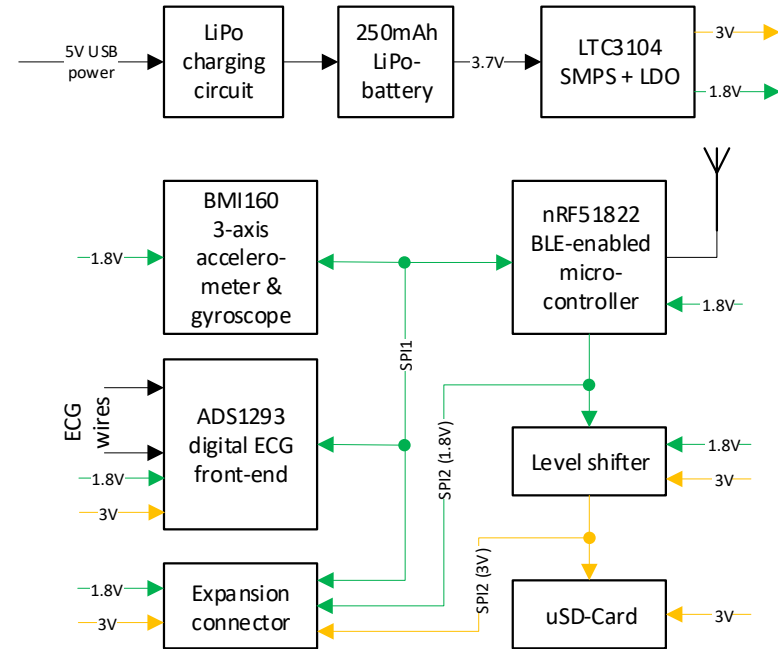 5V USB
power
LiPo
charging
circuit
250mAh
LiPo-
battery
3.7V
LTC3104
SMPS + LDO
3V
1.8V
1.8V
BMI160
3-axis
accelero-
meter &
gyroscope
nRF51822
BLE-enabled
micro-
controller
1.8V
SPI1
ECG
wires
1.8V
3V
ADS1293
digital ECG
front-end
SPI2 (1.8V)
Level shifter
1.8V
3V
1.8V
3V
Expansion
connector
SPI2 (3V)
uSD-Card
3V